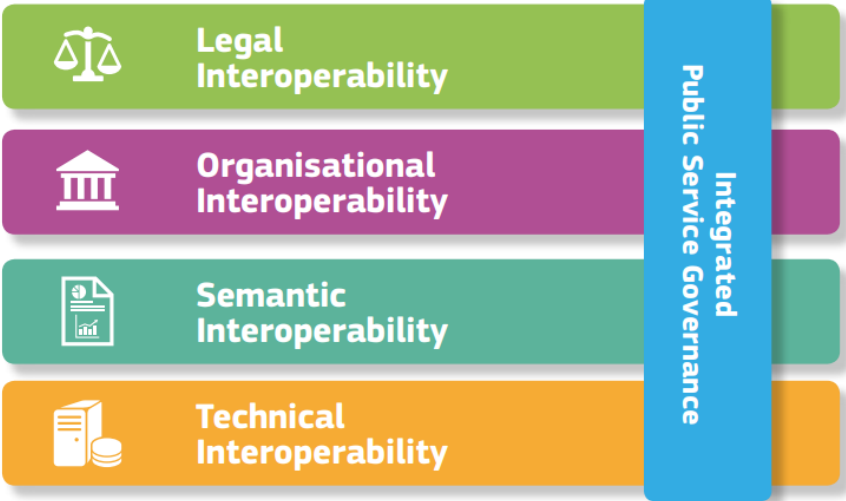 Legal
Interoperability
Organisational
Interoperability
Semantic
Interoperability
Technical
Interoperability
Integrated
Public Service Governance